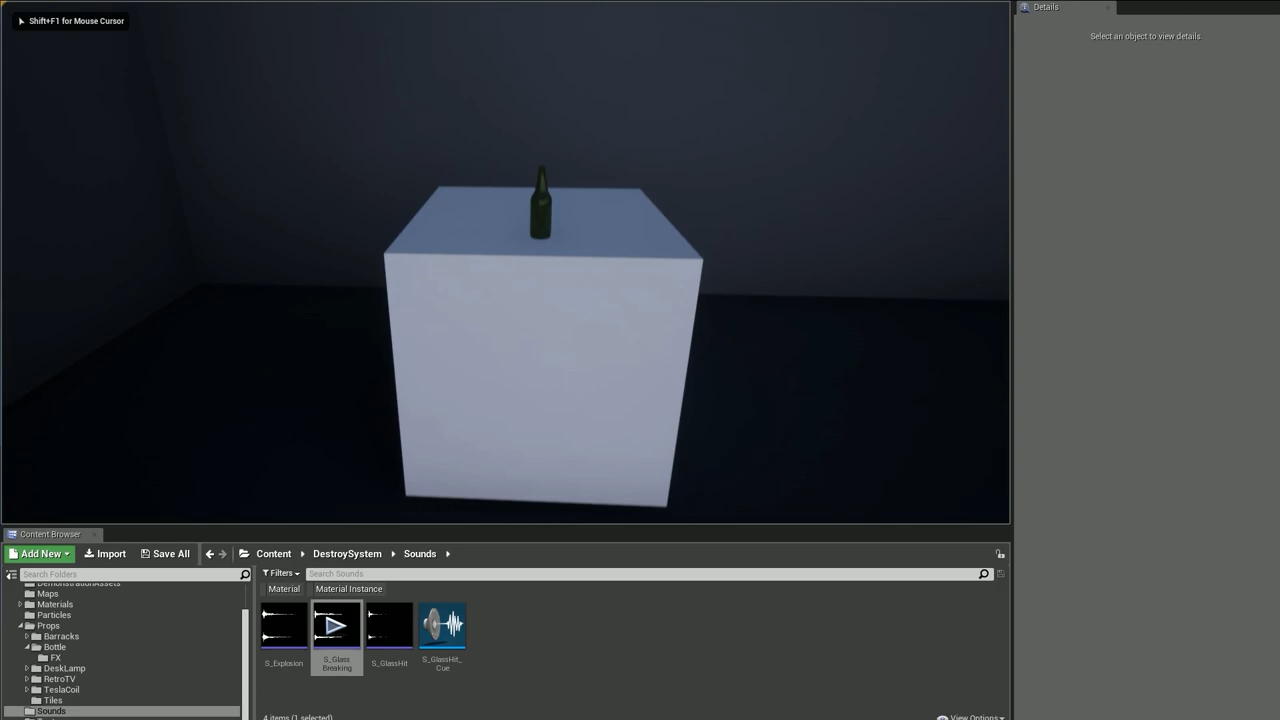 Shift+F1 for Mouse Cursor
Details
Select an object to view details
Content Browser
Add New
Import
Save All
Content
DestroySystem
Sounds
Search Folders
Filters
Search Sounds
Material
Material Instance
DemonstrationAssets
Maps
Materials
Particles
Props
Barracks
Bottle
FX
DeskLamp
RetroTV
TeslaCoil
Tiles
Sounds
S_Explosion
S_Glass
Breaking
S_GlassHit
S_GlassHit_
Cue
4 items (1 selected)
View Options